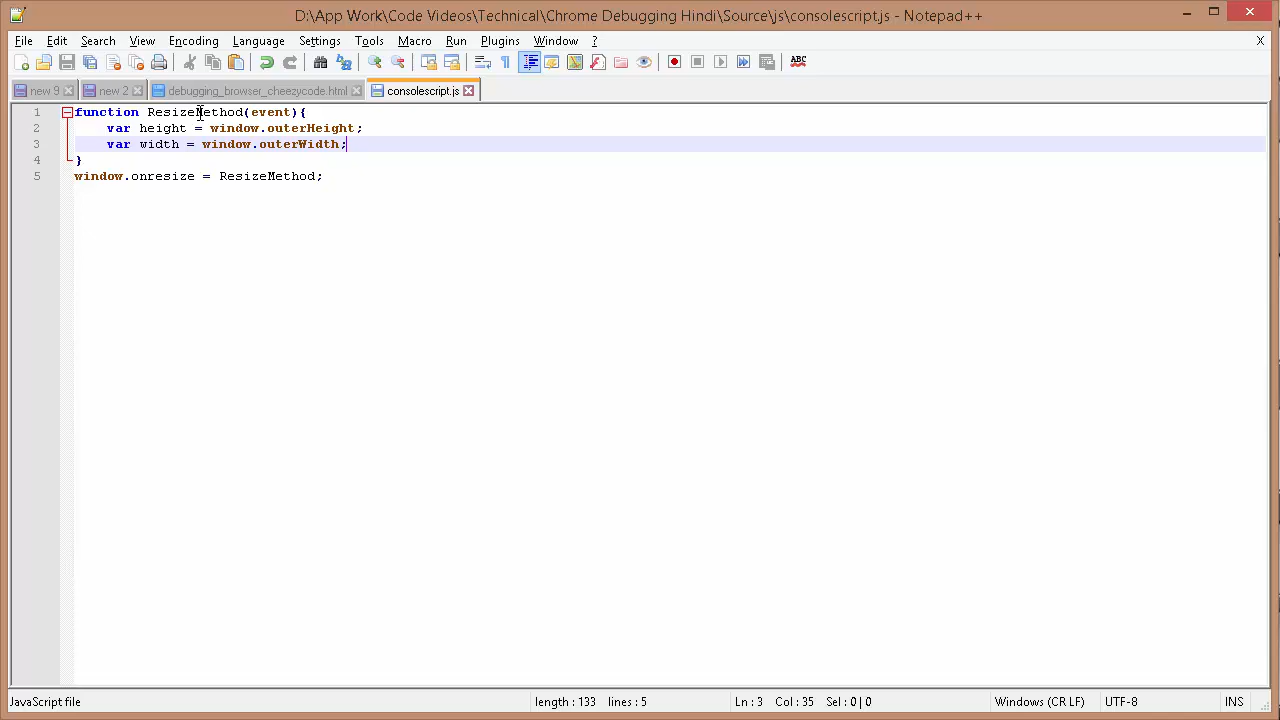 D:\App Work\Code Videos\Technical\Chrome Debugging Hindi\Source\js\consolescript.js - Notepad++
File Edit Search View Encoding Language Settings Tools Macro Run Plugins Window ? X
ABC
new 9 new 2 debugging_browser_cheezycode.html consolescript.js
1 function ResizeMethod(event){
2 var height = window.outerHeight;
3 var width = window.outerWidth;
4 }
5 window.onresize = ResizeMethod;
JavaScript file length : 133 lines : 5 Ln : 3 Col : 35 Sel : 0 | 0 Windows (CR LF) UTF-8 INS